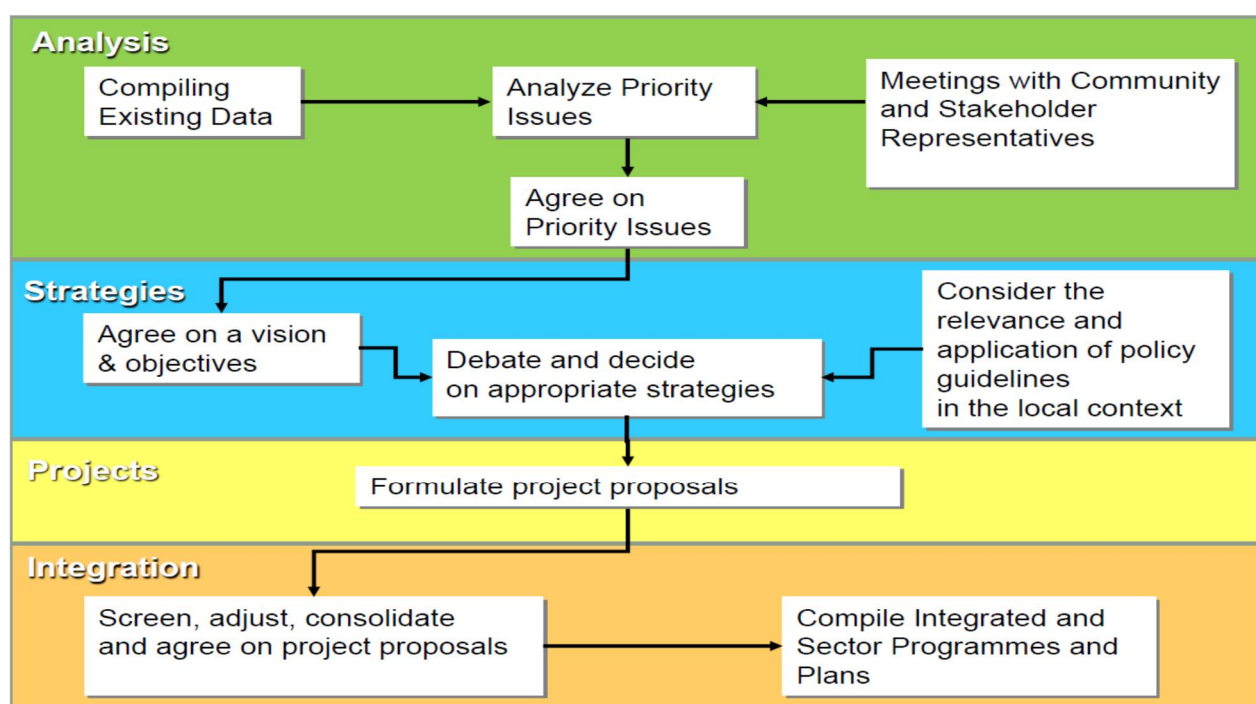 Analysis
Compiling
Existing Data
Analyze Priority
Issues
Meetings with Community
and Stakeholder
Representatives
Agree on
Priority Issues
Strategies
Agree on a vision
& objectives
Debate and decide
on appropriate strategies
Consider the
relevance and
application of policy
guidelines
in the local context
Projects
Formulate project proposals
Integration
Screen, adjust, consolidate
and agree on project proposals
Compile Integrated and
Sector Programmes and
Plans